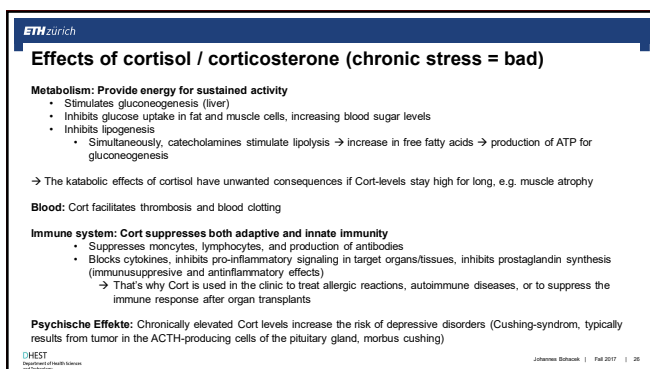 ETH zürich
Effects of cortisol / corticosterone (chronic stress = bad)
Metabolism: Provide energy for sustained activity
• Stimulates gluconeogenesis (liver)
• Inhibits glucose uptake in fat and muscle cells, increasing blood sugar levels
• Inhibits lipogenesis
• Simultaneously, catecholamines stimulate lipolysis → increase in free fatty acids → production of ATP for
gluconeogenesis
→ The katabolic effects of cortisol have unwanted consequences if Cort-levels stay high for long, e.g. muscle atrophy
Blood: Cort facilitates thrombosis and blood clotting
Immune system: Cort suppresses both adaptive and innate immunity
• Suppresses moncytes, lymphocytes, and production of antibodies
• Blocks cytokines, inhibits pro-inflammatory signaling in target organs/tissues, inhibits prostaglandin synthesis
(immunusuppresive and antinflammatory effects)
→ That's why Cort is used in the clinic to treat allergic reactions, autoimmune diseases, or to suppress the
immune response after organ transplants
Psychische Effekte: Chronically elevated Cort levels increase the risk of depressive disorders (Cushing-syndrom, typically
results from tumor in the ACTH-producing cells of the pituitary gland, morbus cushing)
DHEST
Department of Health Sciences
and Technology
Johannes Bohacek | Fall 2017 | 26